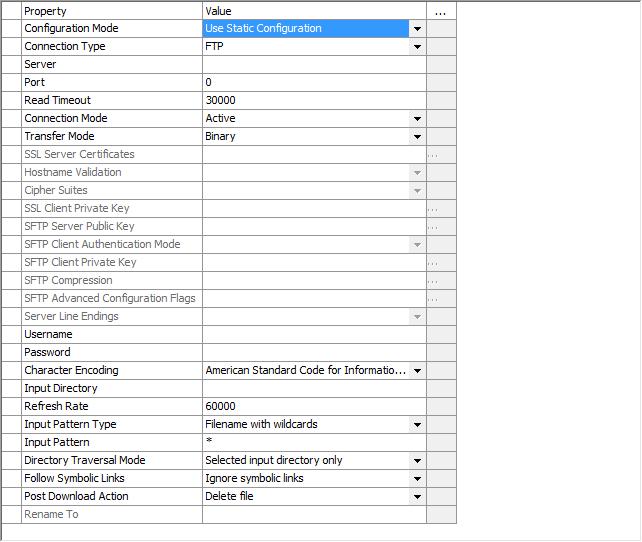 Property Value ...
Configuration Mode Use Static Configuration
Connection Type FTP
Server
Port 0
Read Timeout 30000
Connection Mode Active
Transfer Mode Binary
SSL Server Certificates ...
Hostname Validation
Cipher Suites
SSL Client Private Key ...
SFTP Server Public Key ...
SFTP Client Authentication Mode
SFTP Client Private Key ...
SFTP Compression ...
SFTP Advanced Configuration Flags ...
Server Line Endings
Username
Password
Character Encoding American Standard Code for Informatio...
Input Directory
Refresh Rate 60000
Input Pattern Type Filename with wildcards
Input Pattern *
Directory Traversal Mode Selected input directory only
Follow Symbolic Links Ignore symbolic links
Post Download Action Delete file
Rename To